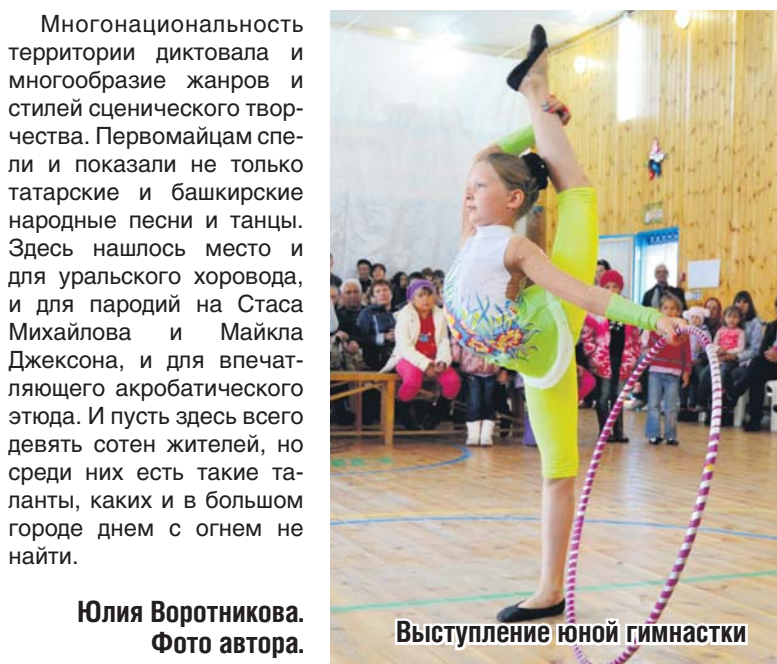 Многонациональность
территории диктовала и
многообразие жанров и
стилей сценического твор-
чества. Первомайцам спе-
ли и показали не только
татарские и башкирские
народные песни и танцы.
Здесь нашлось место и
для уральского хоровода,
и для пародий на Стаса
Михайлова и Майкла
Джексона, и для впечат-
ляющего акробатического
этюда. И пусть здесь всего
девять сотен жителей, но
среди них есть такие та-
ланты, каких и в большом
городе днем с огнем не
найти.
Юлия Воротникова.
Фото автора.
Выступление юной гимнастки